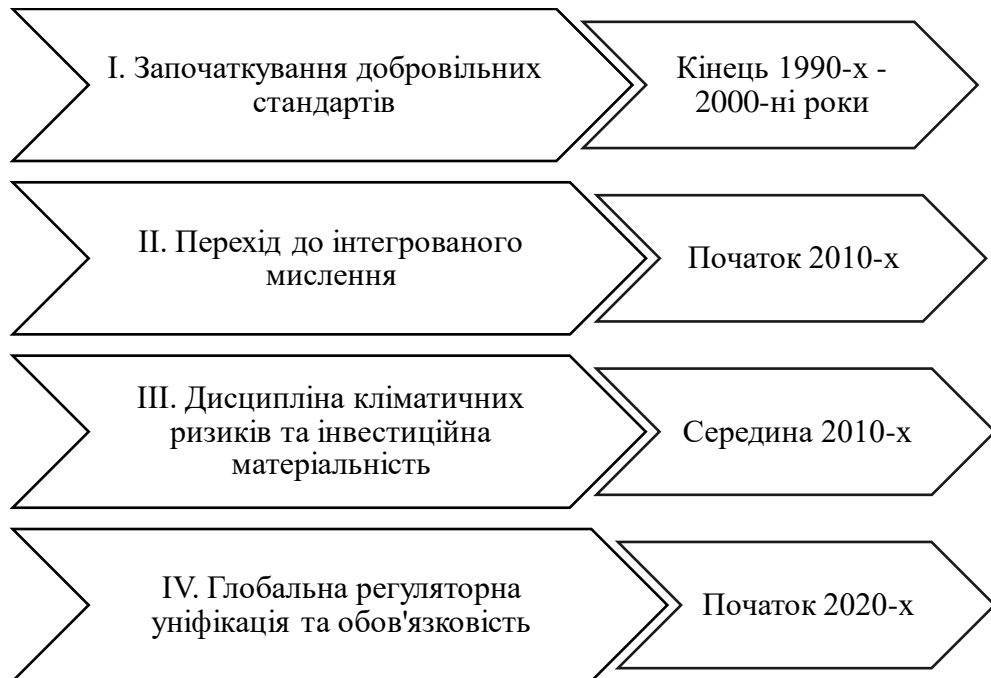 I. Започаткування добровільних
стандартів
Кінець 1990-х -
2000-ні роки
II. Перехід до інтегрованого
мислення
Початок 2010-х
III. Дисципліна кліматичних
ризиків та інвестиційна
матеріальність
Середина 2010-х
IV. Глобальна регуляторна
уніфікація та обов'язковість
Початок 2020-х